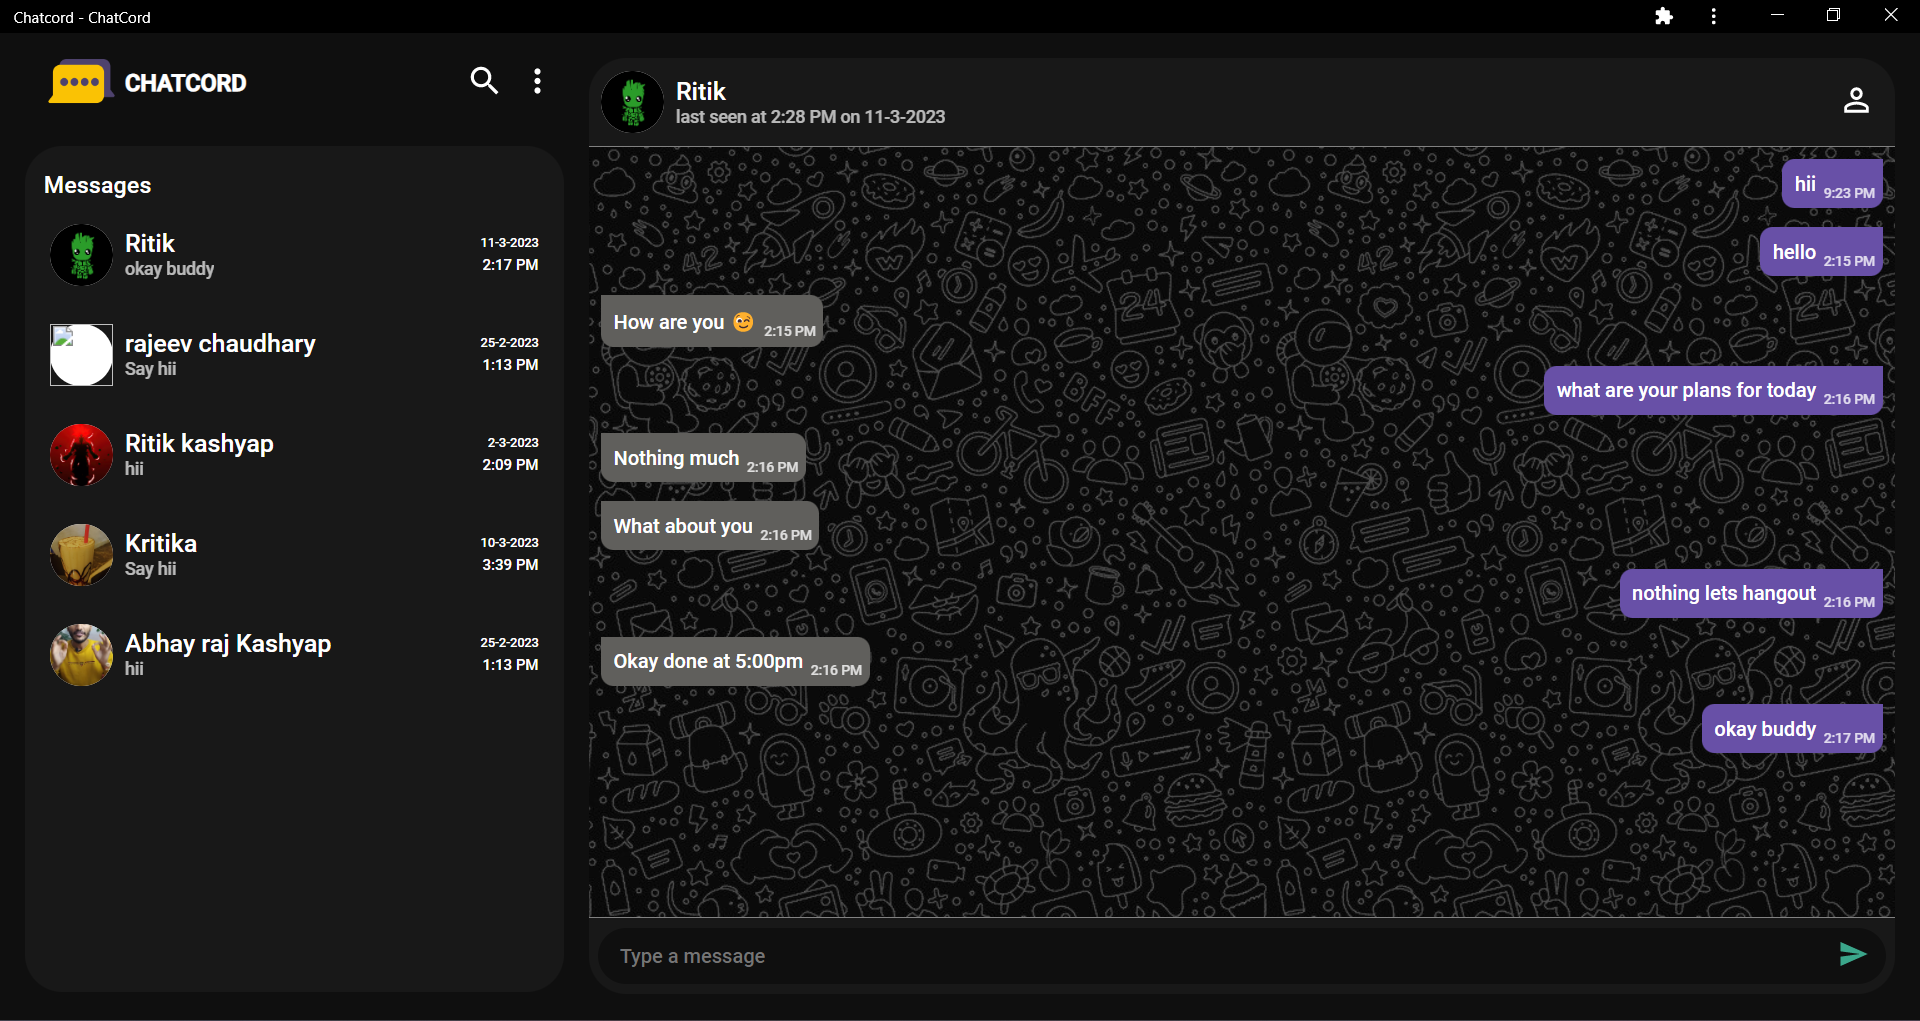 Chatcord - ChatCord
CHATCORD
Messages
Ritik
okay buddy
11-3-2023
2:17 PM
rajeev chaudhary
Say hii
25-2-2023
1:13 PM
Ritik kashyap
hii
2-3-2023
2:09 PM
Kritika
Say hii
10-3-2023
3:39 PM
Abhay raj Kashyap
hii
25-2-2023
1:13 PM
Ritik
last seen at 2:28 PM on 11-3-2023
hii 9:23 PM
hello 2:15 PM
How are you 😉 2:15 PM
what are your plans for today 2:16 PM
Nothing much 2:16 PM
What about you 2:16 PM
nothing lets hangout 2:16 PM
Okay done at 5:00pm 2:16 PM
okay buddy 2:17 PM
42
42
24
24
BFF
Type a message